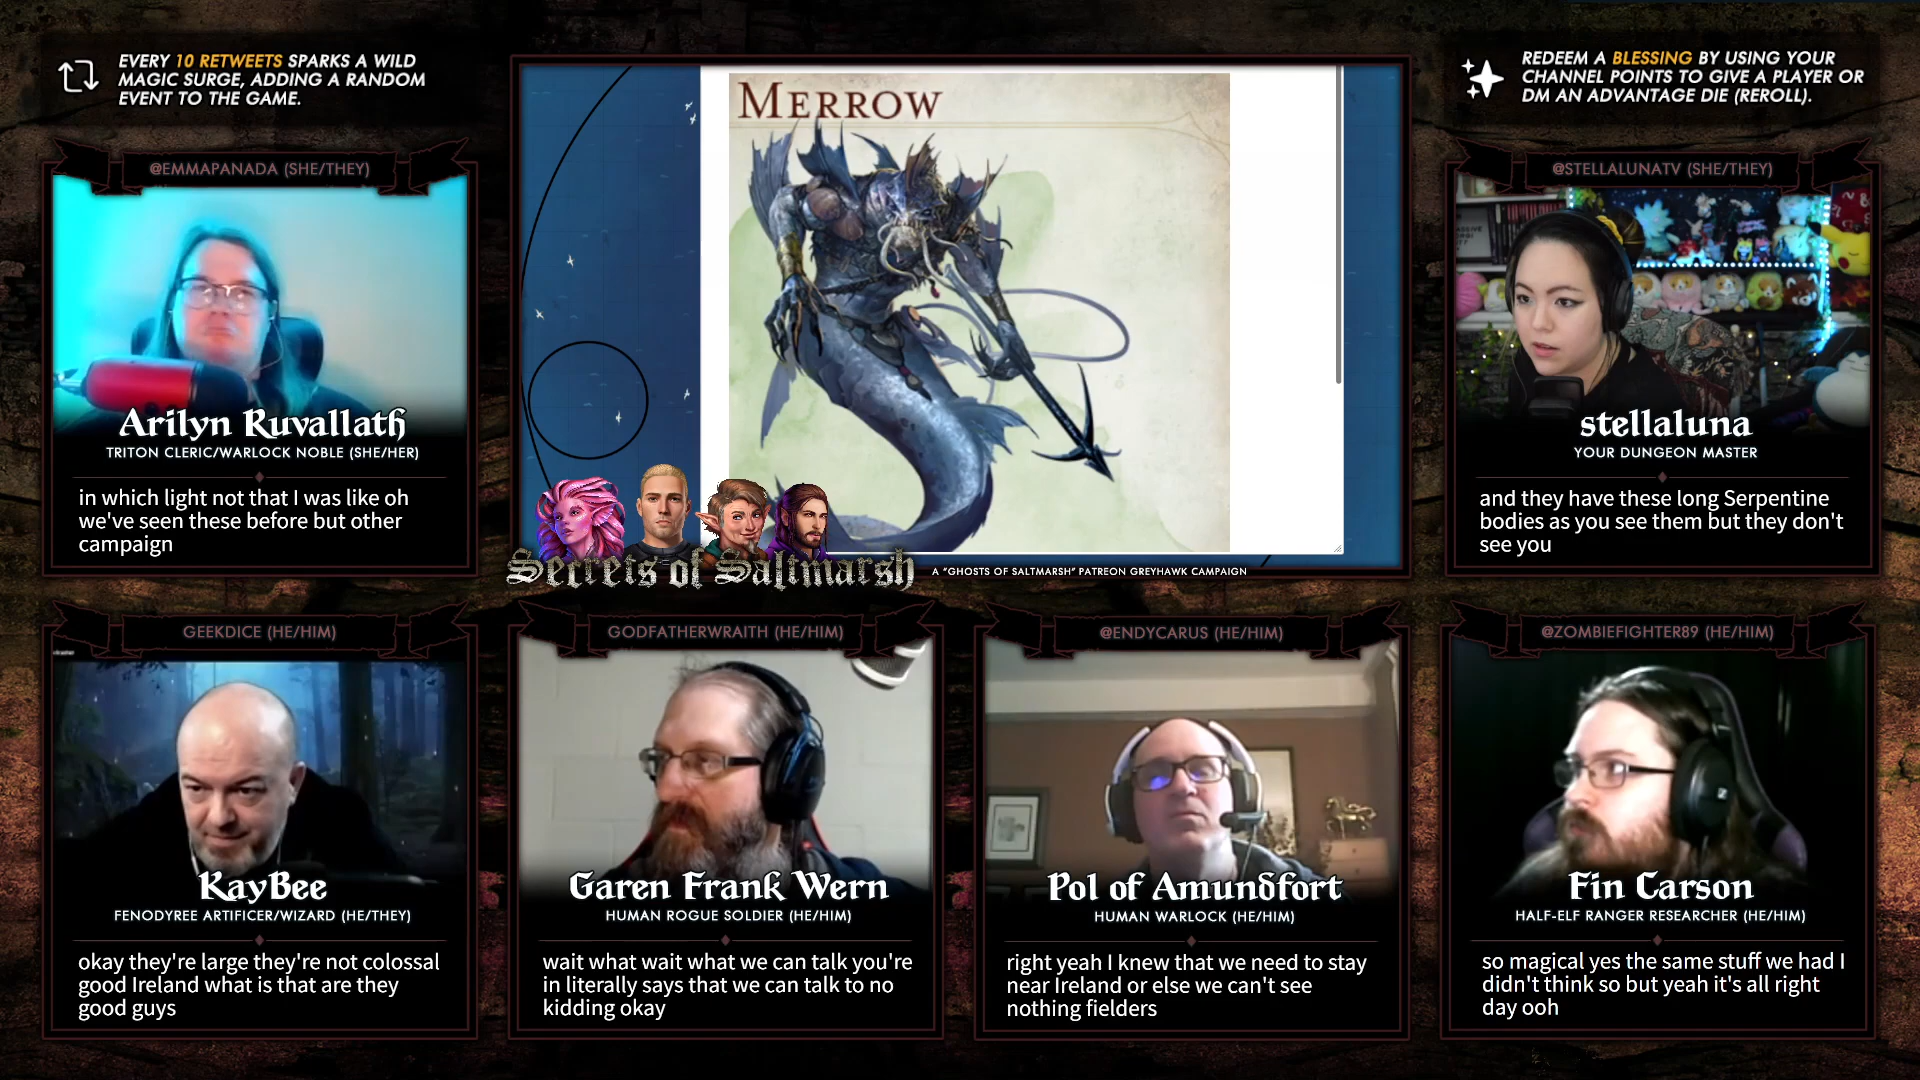 EVERY 10 RETWEETS SPARKS A WILD
MAGIC SURGE, ADDING A RANDOM
EVENT TO THE GAME.
REDEEM A BLESSING BY USING YOUR
CHANNEL POINTS TO GIVE A PLAYER OR
DM AN ADVANTAGE DIE (REROLL).
MERROW
@EMMAPANADA (SHE/THEY)
Arilyn Ruvallath
TRITON CLERIC/WARLOCK NOBLE (SHE/HER)
in which light not that I was like oh
we've seen these before but other
campaign
@STELLALUNATV (SHE/THEY)
stellaluna
YOUR DUNGEON MASTER
and they have these long Serpentine
bodies as you see them but they don't
see you
Secrets of Saltmarsh
A "GHOSTS OF SALTMARSH" PATREON GREYHAWK CAMPAIGN
GEEKDICE (HE/HIM)
KayBee
FENODYREE ARTIFICER/WIZARD (HE/THEY)
okay they're large they're not colossal
good Ireland what is that are they
good guys
GODFATHERWRAITH (HE/HIM)
Garen Frank Wern
HUMAN ROGUE SOLDIER (HE/HIM)
wait what wait what we can talk you're
in literally says that we can talk to no
kidding okay
@ENDYCARUS (HE/HIM)
Pol of Amundfort
HUMAN WARLOCK (HE/HIM)
right yeah I knew that we need to stay
near Ireland or else we can't see
nothing fielders
@ZOMBIEFIGHTER89 (HE/HIM)
Fin Carson
HALF-ELF RANGER RESEARCHER (HE/HIM)
so magical yes the same stuff we had I
didn't think so but yeah it's all right
day ooh